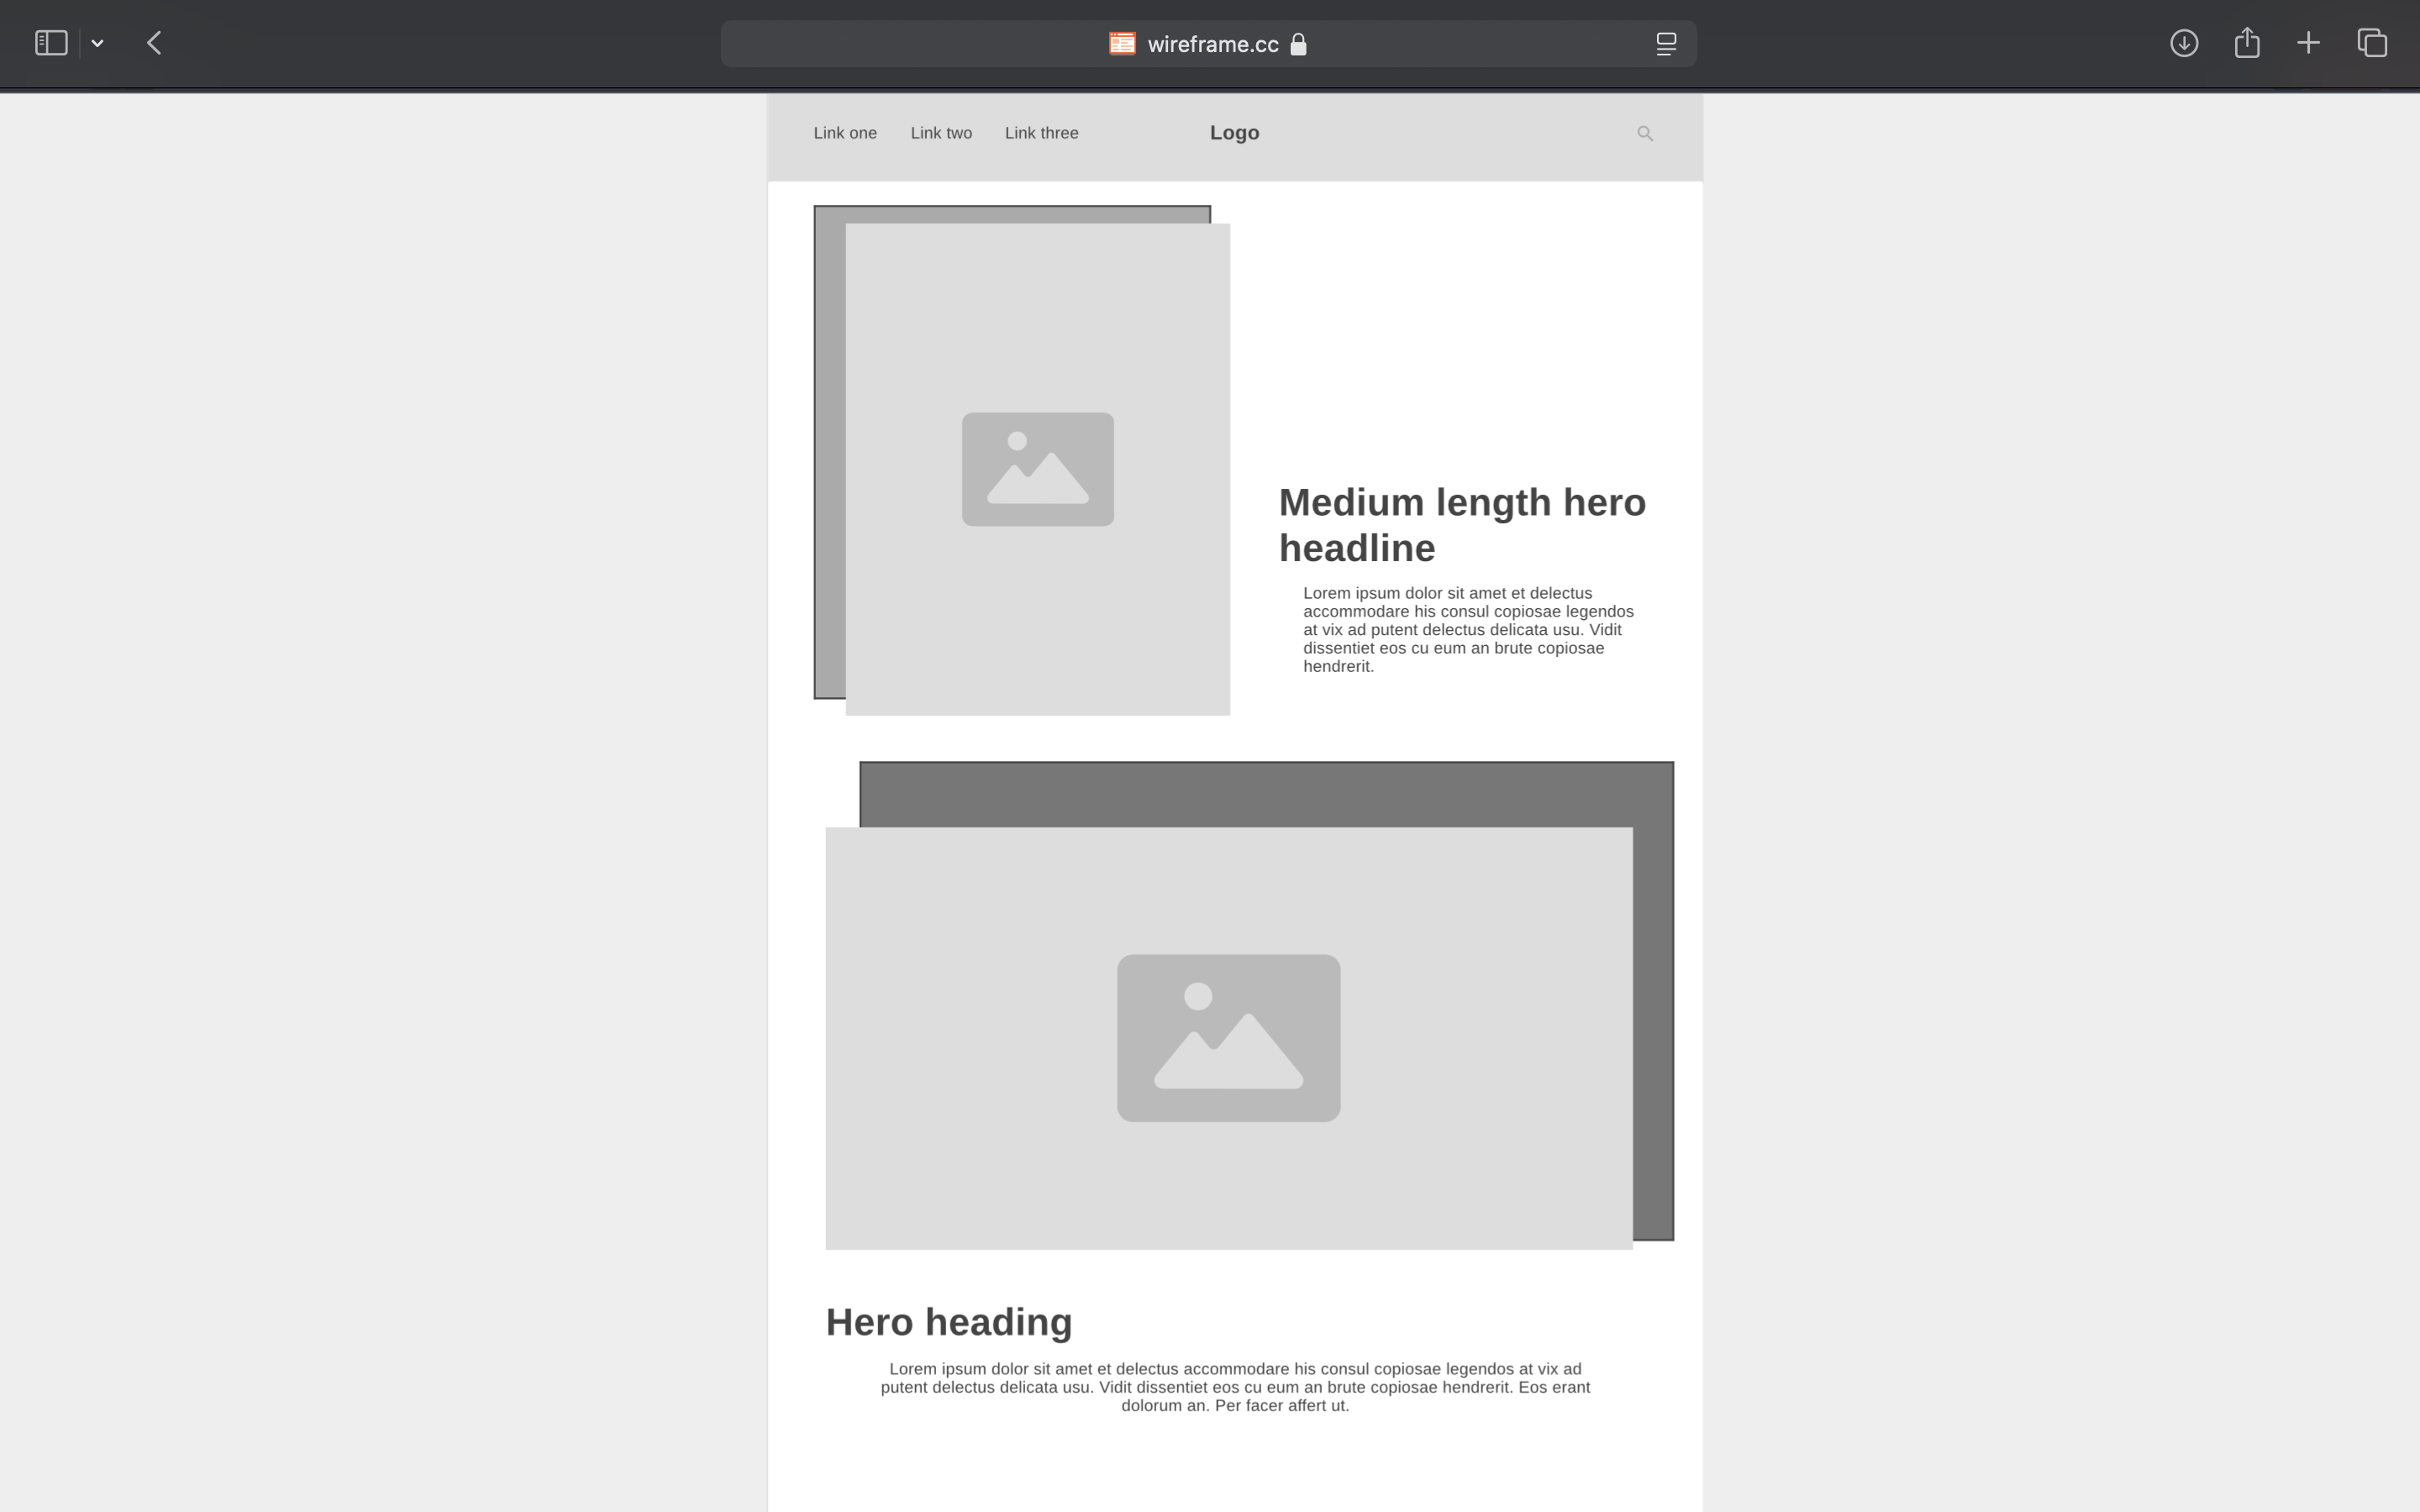 wireframe.cc
Link one Link two Link three Logo
Medium length hero
headline
Lorem ipsum dolor sit amet et delectus
accommodare his consul copiosae legendos
at vix ad putent delectus delicata usu. Vidit
dissentiet eos cu eum an brute copiosae
hendrerit.
Hero heading
Lorem ipsum dolor sit amet et delectus accommodare his consul copiosae legendos at vix ad
putent delectus delicata usu. Vidit dissentiet eos cu eum an brute copiosae hendrerit. Eos erant
dolorum an. Per facer affert ut.